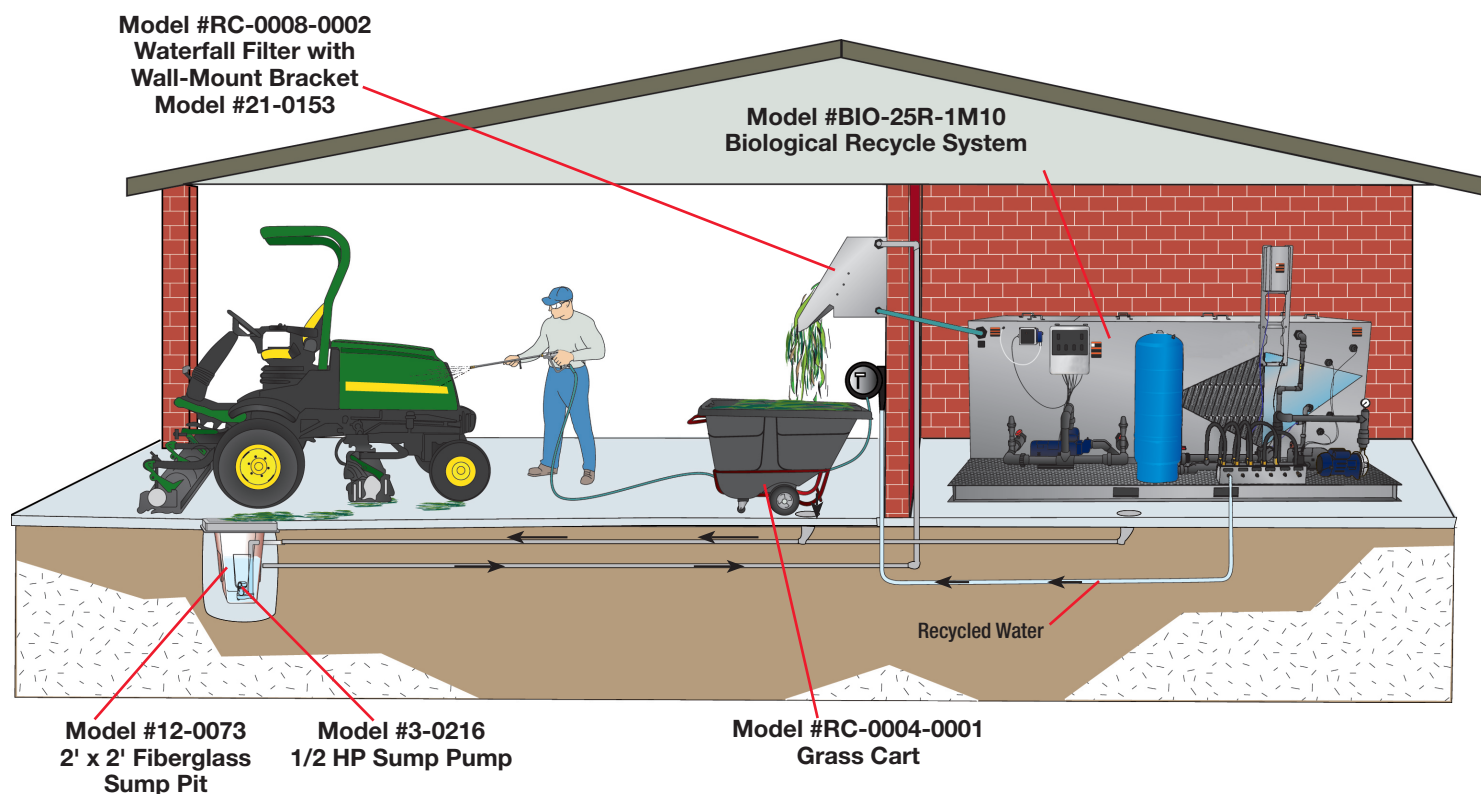 Model #RC-0008-0002
Waterfall Filter with
Wall-Mount Bracket
Model #21-0153
Model #BIO-25R-1M10
Biological Recycle System
Recycled Water
Model #12-0073
2' x 2' Fiberglass
Sump Pit
Model #3-0216
1/2 HP Sump Pump
Model #RC-0004-0001
Grass Cart